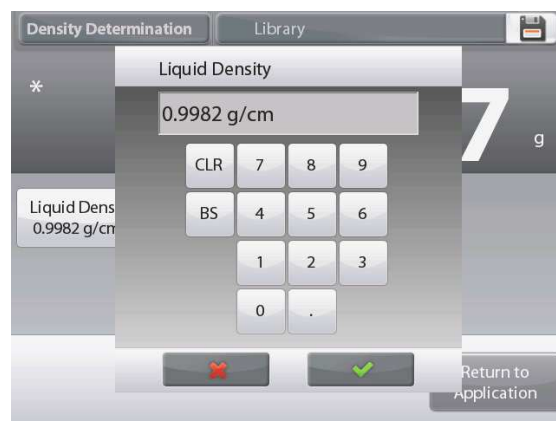 Density Determination
Library
*
Liquid Density
0.9982 g/cm
7 g
CLR 7 8 9
BS 4 5 6
1 2 3
0 .
Liquid Dens
0.9982 g/cm
Return to
Application